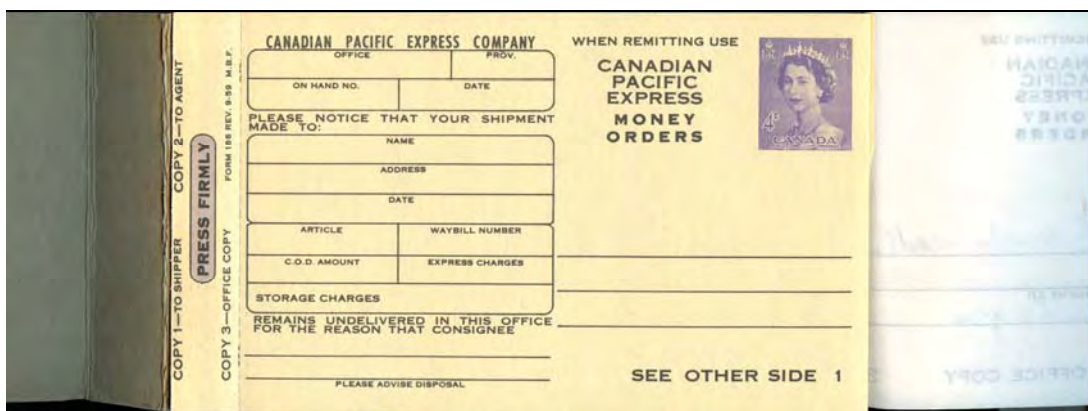 COPY 1—TO SHIPPER COPY 2—TO AGENT
PRESS FIRMLY
COPY 3—OFFICE COPY FORM 156 REV. 9-59 M.B.F.
CANADIAN PACIFIC EXPRESS COMPANY
OFFICE PROV.
ON HAND NO. DATE
PLEASE NOTICE THAT YOUR SHIPMENT
MADE TO:
NAME
ADDRESS
DATE
ARTICLE WAYBILL NUMBER
C.O.D. AMOUNT EXPRESS CHARGES
STORAGE CHARGES
REMAINS UNDELIVERED IN THIS OFFICE
FOR THE REASON THAT CONSIGNEE
PLEASE ADVISE DISPOSAL
WHEN REMITTING USE
CANADIAN
PACIFIC
EXPRESS
MONEY
ORDERS
4¢
CANADA
SEE OTHER SIDE 1
OFFICE COPY